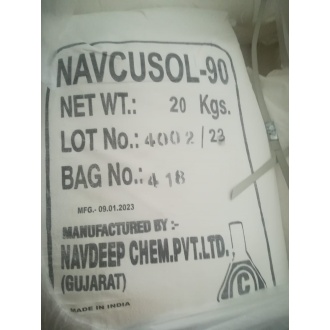 NAVCUSOL-90
NET WT.: 20 Kgs.
LOT No.: 4002/23
BAG No.: 418
MFG.- 09.01.2023
MANUFACTURED BY :-
NAVDEEP CHEM.PVT.LTD.
(GUJARAT)
MADE IN INDIA